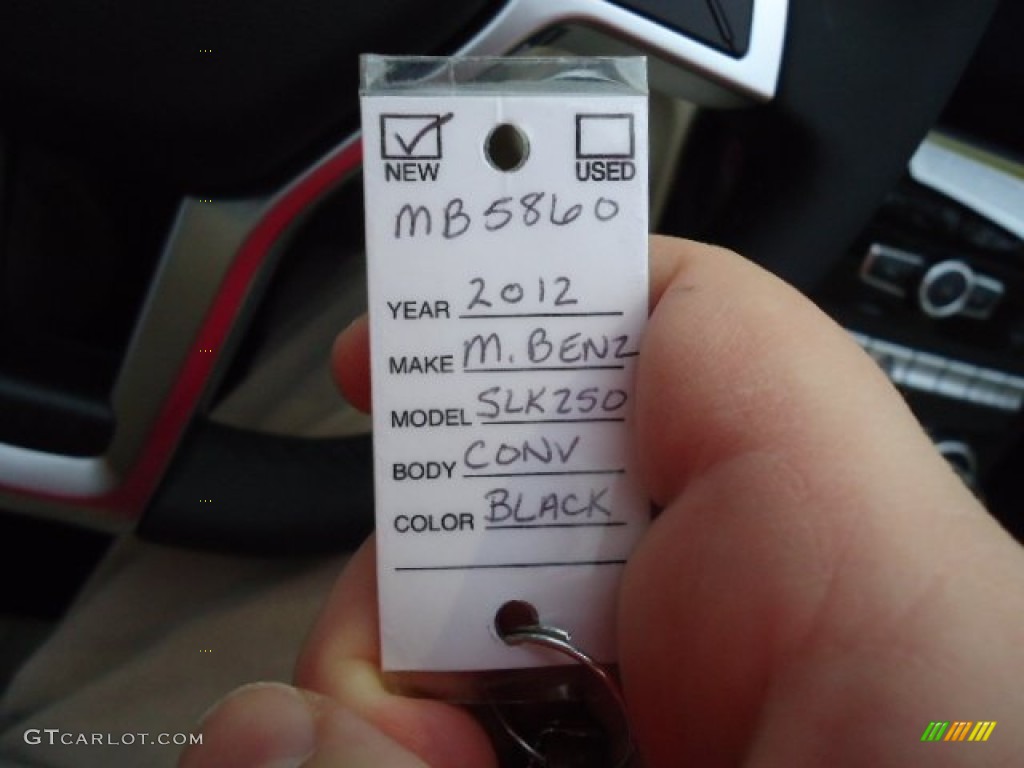 NEW USED
MB5860
YEAR 2012
MAKE M. BENZ
MODEL SLK250
BODY CONV
COLOR BLACK
GTCARLOT.COM